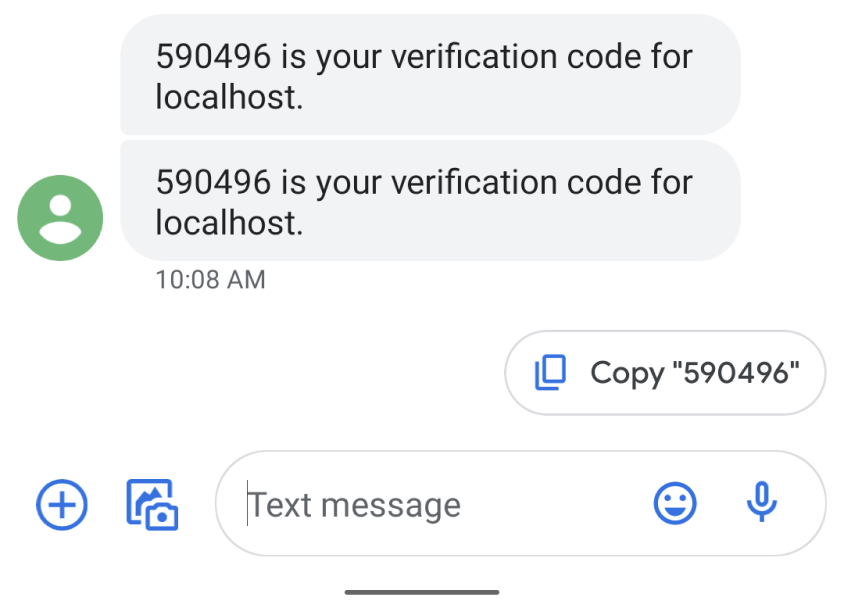 590496 is your verification code for
localhost.
590496 is your verification code for
localhost.
10:08 AM
Copy "590496"
Text message